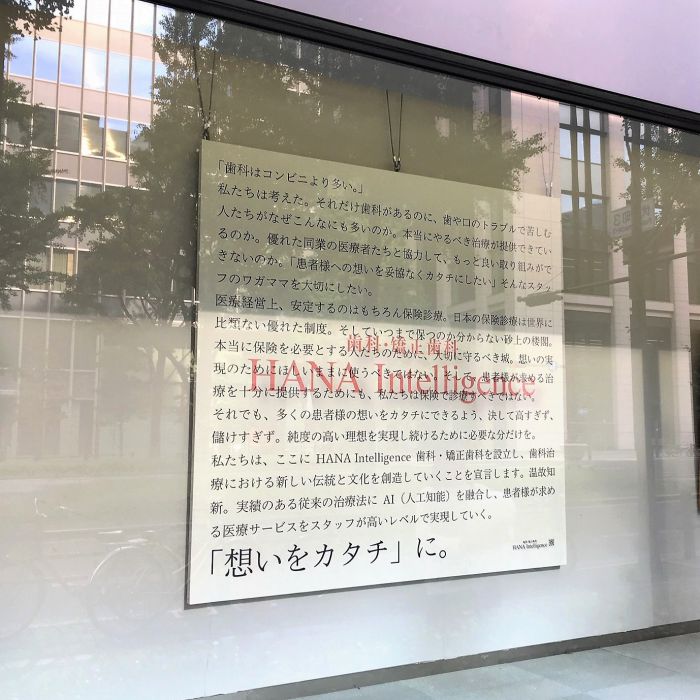 「歯科はコンビニより多い。」
私たちは考えた。それだけ歯科があるのに、歯や口のトラブルで苦しむ
人たちがなぜこんなにも多いのか。本当にやるべき治療が提供できてい
るのか。優れた同業の医療者たちと協力して、もっと良い取り組みがで
きないのか。「患者様への想いを妥協なくカタチにしたい」そんなスタッ
フのワガママを大切にしたい。
医療経営上、安定するのはもちろん保険診療。日本の保険診療は世界に
比類ない優れた制度。そしていつまで保つのか分からない砂上の楼閣。
本当に保険を必要とする人たちのために、大切に守るべき城。想いの実
現のためにほしいままに使うべきではない。そして、患者様が求める治
療を十分に提供するためにも、私たちは保険で診療すべきではない。
それでも、多くの患者様の想いをカタチにできるよう、決して高すぎず、
儲けすぎず。純度の高い理想を実現し続けるために必要な分だけを。
私たちは、ここに HANA Intelligence 歯科・矯正歯科を設立し、歯科治
療における新しい伝統と文化を創造していくことを宣言します。温故知
新。実績のある従来の治療法に AI（人工知能）を融合し、患者様が求め
る医療サービスをスタッフが高いレベルで実現していく。
「想いをカタチ」に。
歯科・矯正歯科
HANA Intelligence
HANA Intelligence